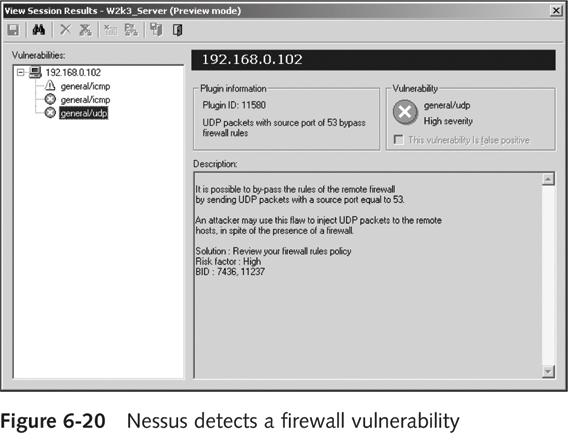 View Session Results - W2k3_Server (Preview mode)
Vulnerabilities:
192.168.0.102
general/icmp
general/icmp
general/udp
192.168.0.102
Plugin information
Plugin ID: 11580
UDP packets with source port of 53 bypass
firewall rules
Vulnerability
general/udp
High severity
This vulnerability Is false positive
Description:
It is possible to by-pass the rules of the remote firewall
by sending UDP packets with a source port equal to 53.
An attacker may use this flaw to inject UDP packets to the remote
hosts, in spite of the presence of a firewall.
Solution : Review your firewall rules policy
Risk factor : High
BID : 7436, 11237
Figure 6-20 Nessus detects a firewall vulnerability